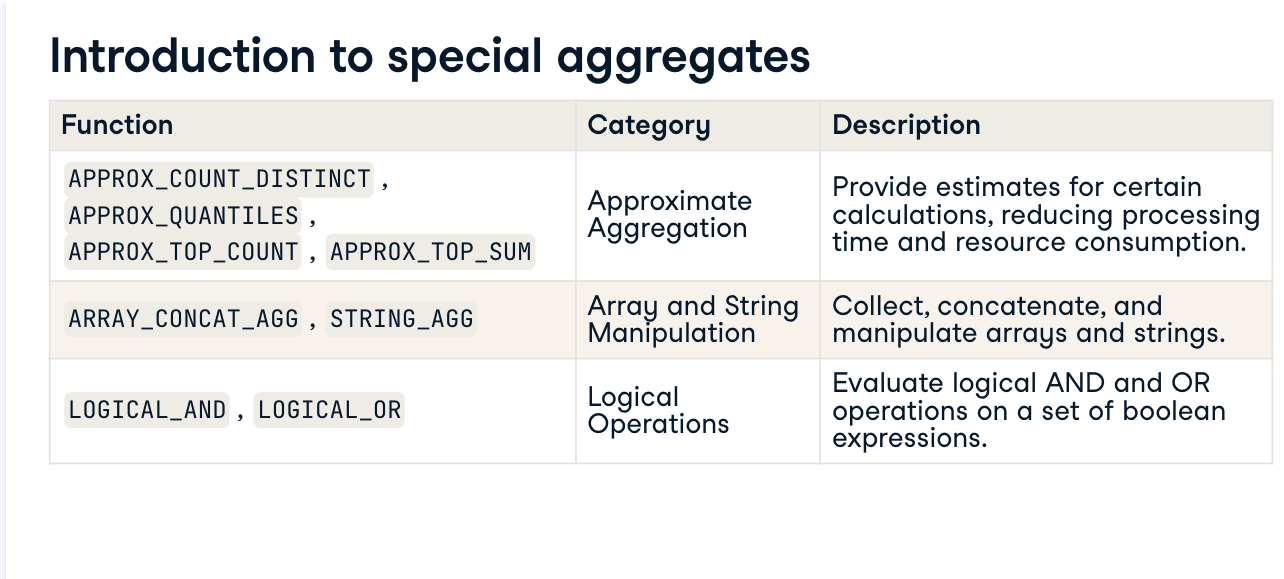 Introduction to special aggregates
Function Category Description
APPROX_COUNT_DISTINCT ,
APPROX_QUANTILES ,
APPROX_TOP_COUNT , APPROX_TOP_SUM
Approximate
Aggregation
Provide estimates for certain
calculations, reducing processing
time and resource consumption.
ARRAY_CONCAT_AGG , STRING_AGG
Array and String
Manipulation
Collect, concatenate, and
manipulate arrays and strings.
LOGICAL_AND , LOGICAL_OR
Logical
Operations
Evaluate logical AND and OR
operations on a set of boolean
expressions.